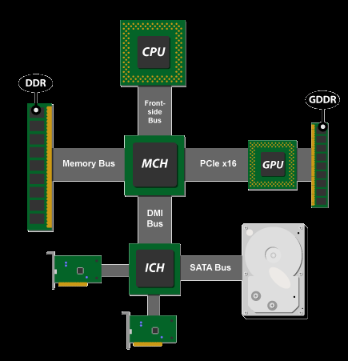 CPU
DDR
GDDR
Front-
side
Bus
Memory Bus
MCH
PCIe x16
GPU
DMI
Bus
ICH
SATA Bus